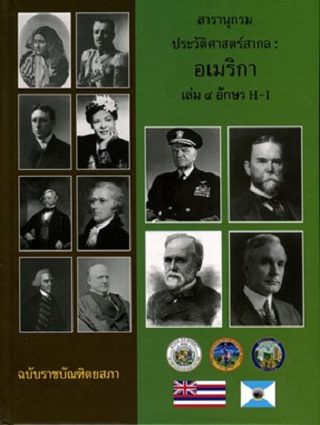 สารานุกรม
ประวัติศาสตร์สากล :
อเมริกา
เล่ม ๔ อักษร H-I
ฉบับราชบัณฑิตยสภา